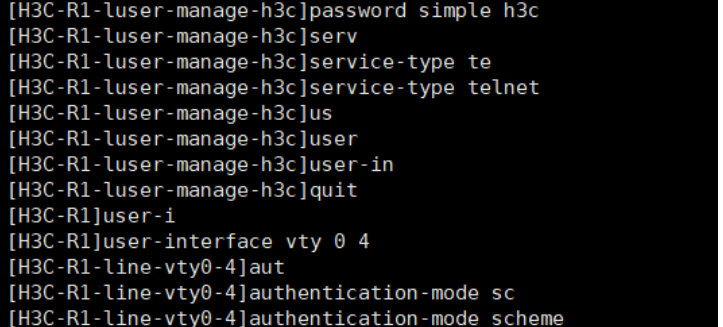 [H3C-R1-luser-manage-h3c]password simple h3c
[H3C-R1-luser-manage-h3c]serv
[H3C-R1-luser-manage-h3c]service-type te
[H3C-R1-luser-manage-h3c]service-type telnet
[H3C-R1-luser-manage-h3c]us
[H3C-R1-luser-manage-h3c]user
[H3C-R1-luser-manage-h3c]user-in
[H3C-R1-luser-manage-h3c]quit
[H3C-R1]user-i
[H3C-R1]user-interface vty 0 4
[H3C-R1-line-vty0-4]aut
[H3C-R1-line-vty0-4]authentication-mode sc
[H3C-R1-line-vty0-4]authentication-mode scheme